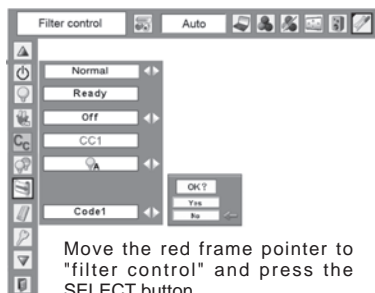 Filter control
Auto
Normal
Ready
Off
Cc
CC1
A
Code1
OK?
Yes
No
Move the red frame pointer to
"filter control" and press the
SELECT button